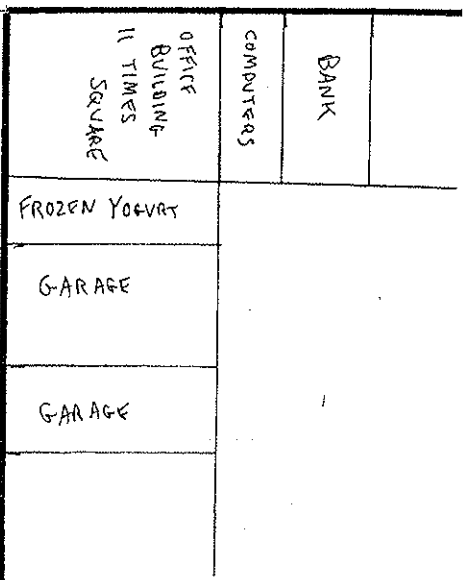 OFFICE
BUILDING
11 TIMES
SQUARE
COMPUTERS
BANK
FROZEN YOGURT
GARAGE
GARAGE